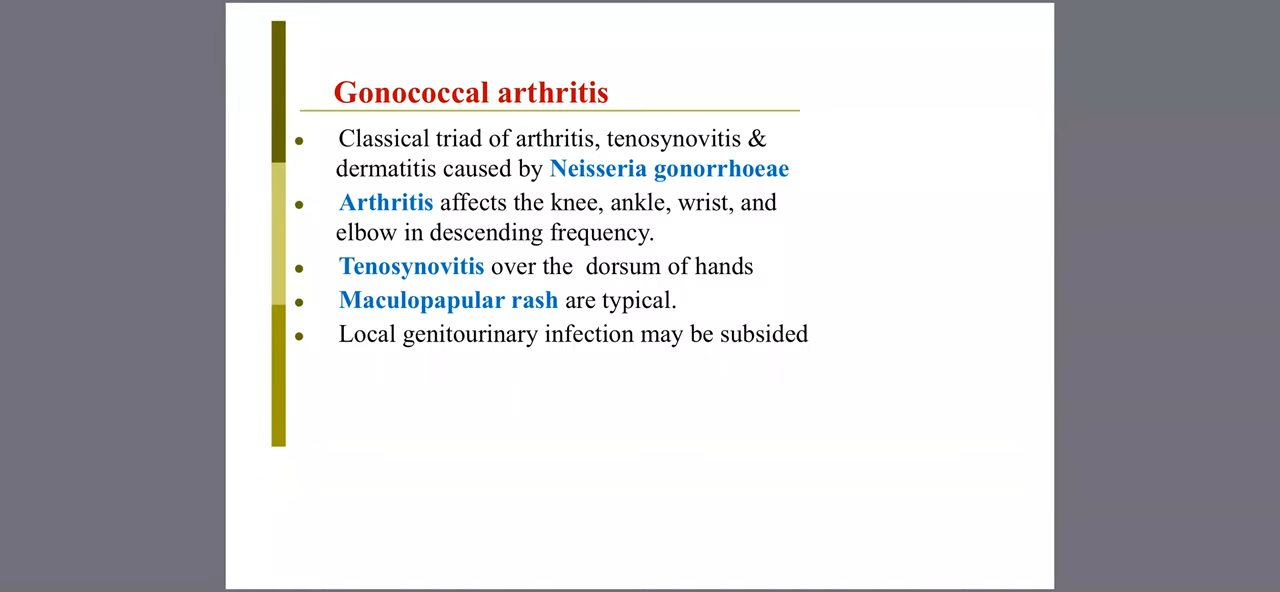 Gonococcal arthritis
• Classical triad of arthritis, tenosynovitis &
dermatitis caused by Neisseria gonorrhoeae
• Arthritis affects the knee, ankle, wrist, and
elbow in descending frequency.
• Tenosynovitis over the dorsum of hands
• Maculopapular rash are typical.
• Local genitourinary infection may be subsided